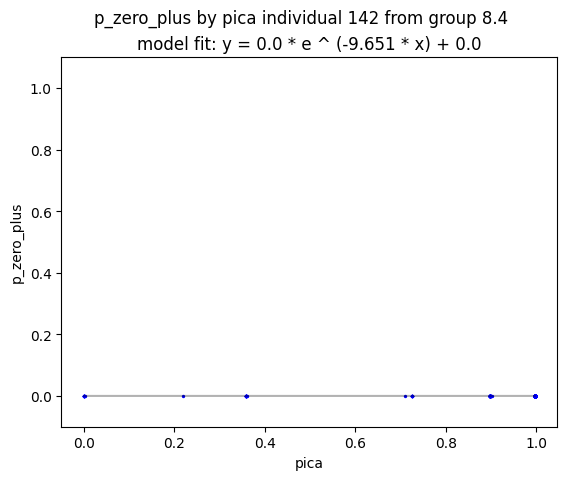 p_zero_plus by pica individual 142 from group 8.4
model fit: y = 0.0 * e ^ (-9.651 * x) + 0.0
1.0
0.8
0.6
0.4
0.2
0.0
p_zero_plus
0.0 0.2 0.4 0.6 0.8 1.0
pica